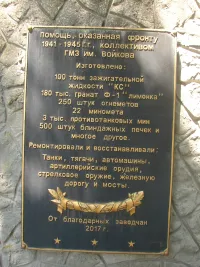 Помощь, оказанная фронту
1941-1945 г.г., коллективом
ГМЗ им. Войкова
Изготовлено:
100 тонн зажигательной
жидкости "КС"
180 тыс. гранат Ф-1 "лимонка"
250 штук огнеметов
22 миномета
3 тыс. противотанковых мин
500 штук блиндажных печек и
многое другое.
Ремонтировали и восстанавливали:
Танки, тягачи, автомашины,
артиллерийские орудия,
стрелковое оружие, железную
дорогу и мосты.
От благодарных заводчан
2017 г.